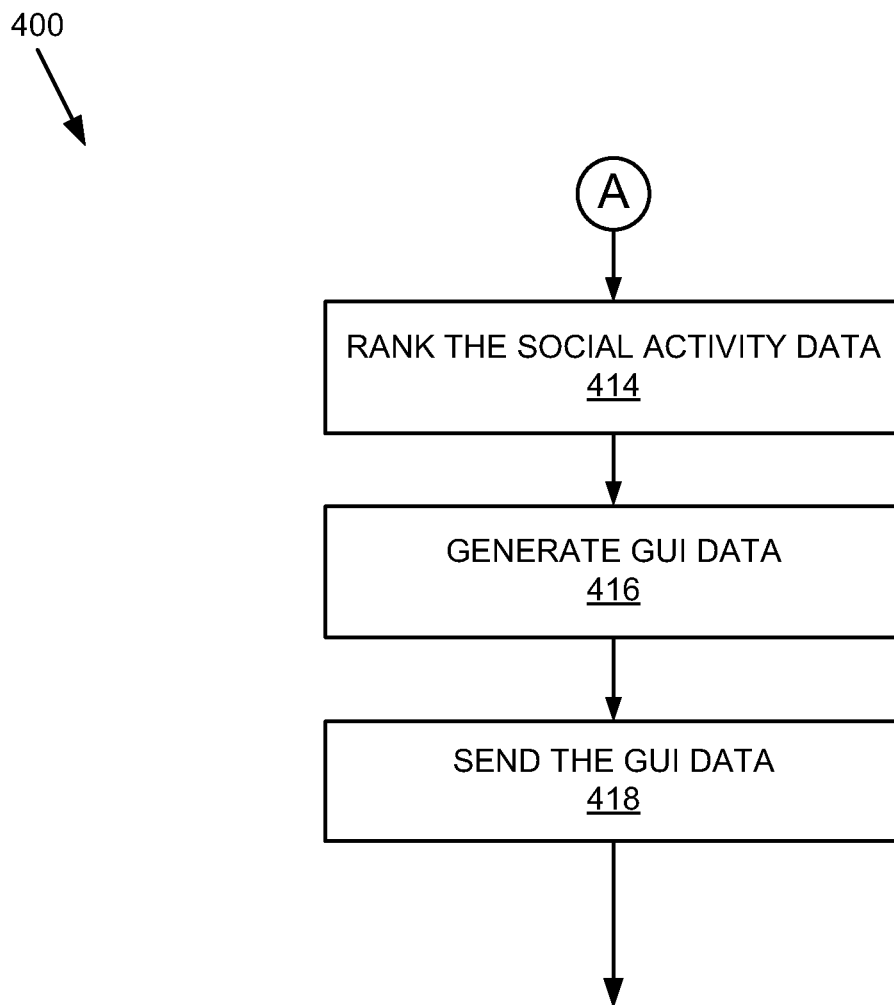 400
A
RANK THE SOCIAL ACTIVITY DATA
414
GENERATE GUI DATA
416
SEND THE GUI DATA
418